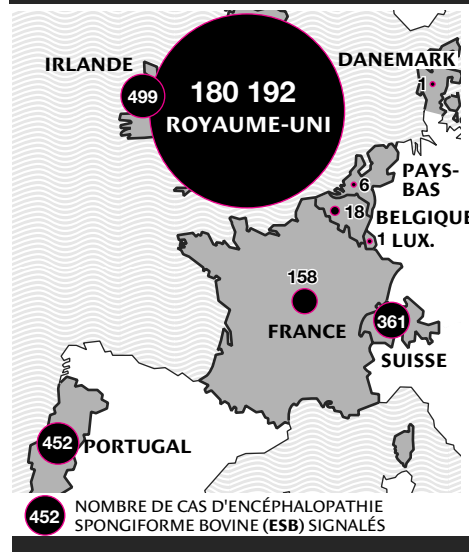 IRLANDE
499
180 192
ROYAUME-UNI
DANEMARK
1
PAYS-
BAS
6
18
BELGIQUE
1
LUX.
158
FRANCE
361
SUISSE
452
PORTUGAL
452
NOMBRE DE CAS D'ENCÉPHALOPATHIE
SPONGIFORME BOVINE (ESB) SIGNALÉS